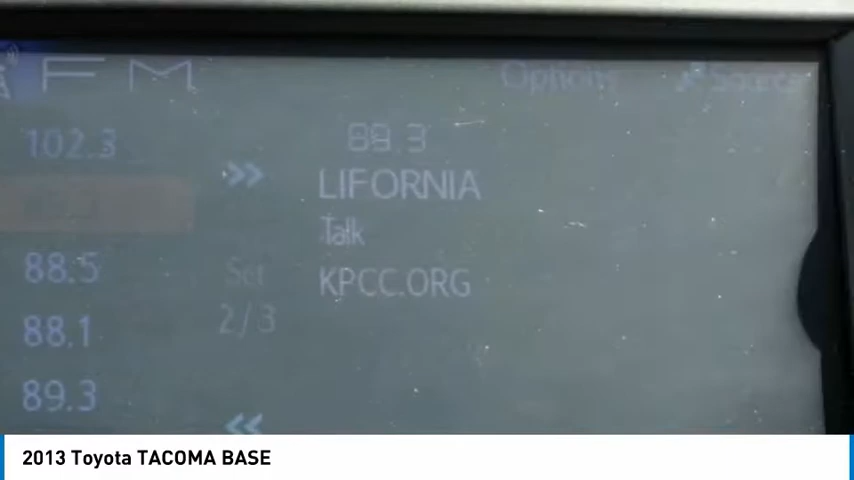 FM
Options
Source
102.3
88.5
88.1
89.3
Set
2/3
89.3
LIFORNIA
Talk
KPCC.ORG
2013 Toyota TACOMA BASE